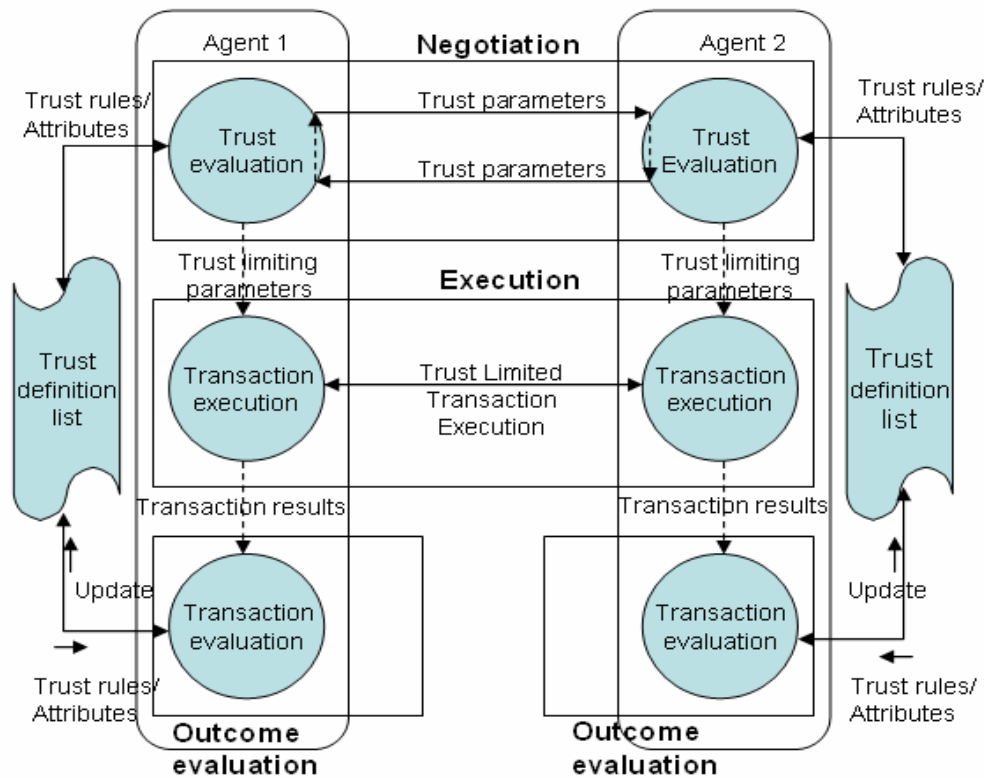 Agent 1
Negotiation
Agent 2
Trust rules/
Attributes
Trust parameters
Trust rules/
Attributes
Trust
evaluation
Trust
Evaluation
Trust parameters
Trust limiting
parameters
Execution
Trust limiting
parameters
Trust
definition
list
Transaction
execution
Trust Limited
Transaction
Execution
Transaction
execution
Trust
definition
list
Transaction results
Transaction results
Update
Transaction
evaluation
Transaction
evaluation
Update
Trust rules/
Attributes
Trust rules/
Attributes
Outcome
evaluation
Outcome
evaluation